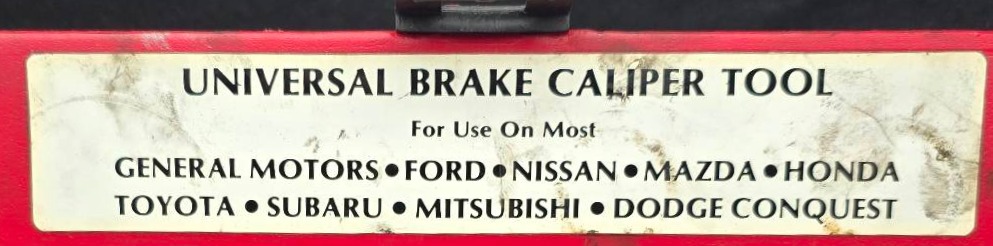 UNIVERSAL BRAKE CALIPER TOOL
For Use On Most
GENERAL MOTORS●FORD●NISSAN●MAZDA●HONDA
TOYOTA ● SUBARU ● MITSUBISHI ● DODGE CONQUEST